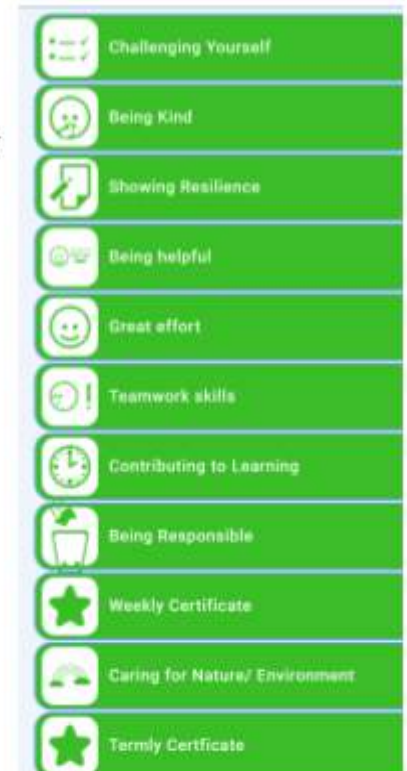 Challenging Yourself
Being Kind
Showing Resilience
Being helpful
Great effort
Teamwork skills
Contributing to Learning
Being Responsible
Weekly Certificate
Caring for Nature/ Environment
Termly Certficate